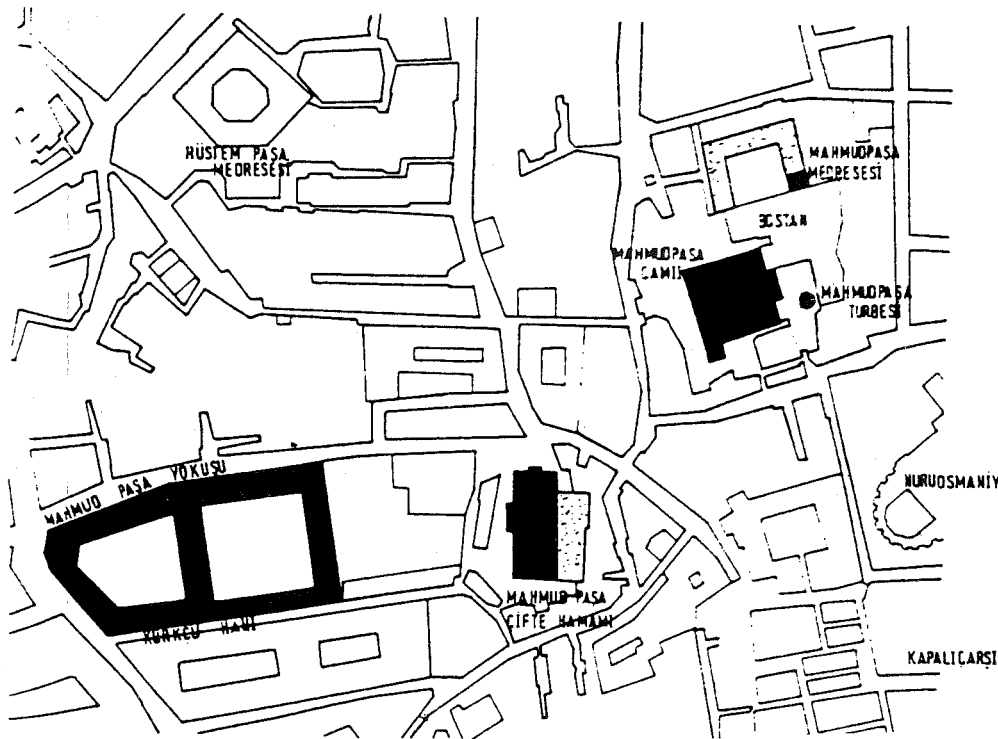 RÜSTEM PAŞA
MEDRESESİ
MAHMUDPAŞA
MEDRESESİ
BOSTAN
MAHMUDPAŞA
CAMİİ
MAHMUDPAŞA
TURBESİ
MAHMUD PAŞA YOKUŞU
NURUOSMANİY
MAHMUD PAŞA
ÇİFTE HAMAMI
KÜRKÇÜ HANI
KAPALIÇARŞI